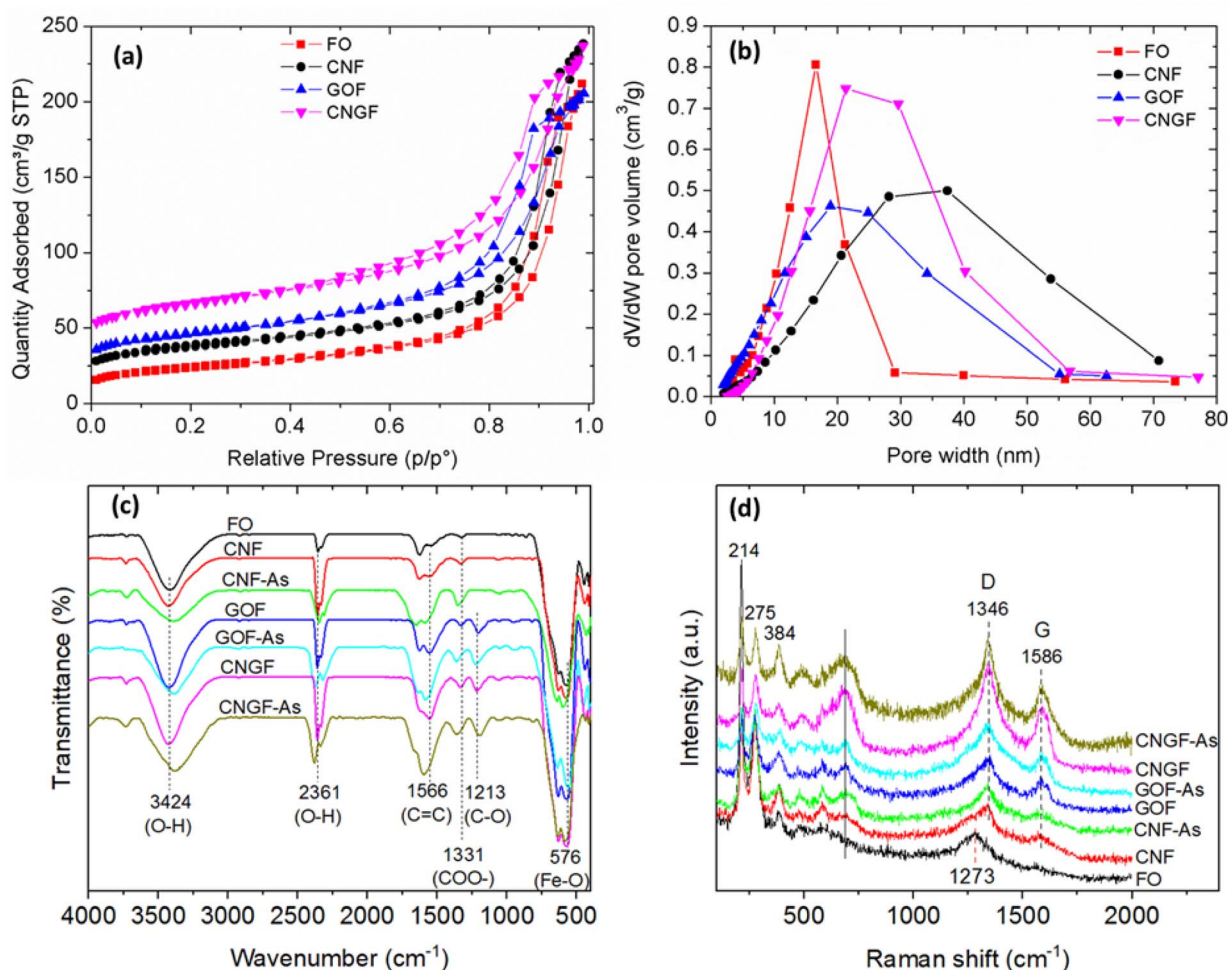 (a)
FO
CNF
GOF
CNGF
250
200
150
100
50
0
0.0 0.2 0.4 0.6 0.8 1.0
Quantity Adsorbed (cm³/g STP)
Relative Pressure (p/p°)
(b)
FO
CNF
GOF
CNGF
0.9
0.8
0.7
0.6
0.5
0.4
0.3
0.2
0.1
0.0
0 10 20 30 40 50 60 70 80
dV/dW pore volume (cm³/g)
Pore width (nm)
(c)
FO
CNF
CNF-As
GOF
GOF-As
CNGF
CNGF-As
3424
(O-H)
2361
(O-H)
1566
(C=C)
1213
(C-O)
1331
(COO-)
576
(Fe-O)
4000 3500 3000 2500 2000 1500 1000 500
Transmittance (%)
Wavenumber (cm⁻¹)
(d)
214
275
384
D
1346
G
1586
CNGF-As
CNGF
GOF-As
GOF
CNF-As
CNF
FO
1273
500 1000 1500 2000
Intensity (a.u.)
Raman shift (cm⁻¹)